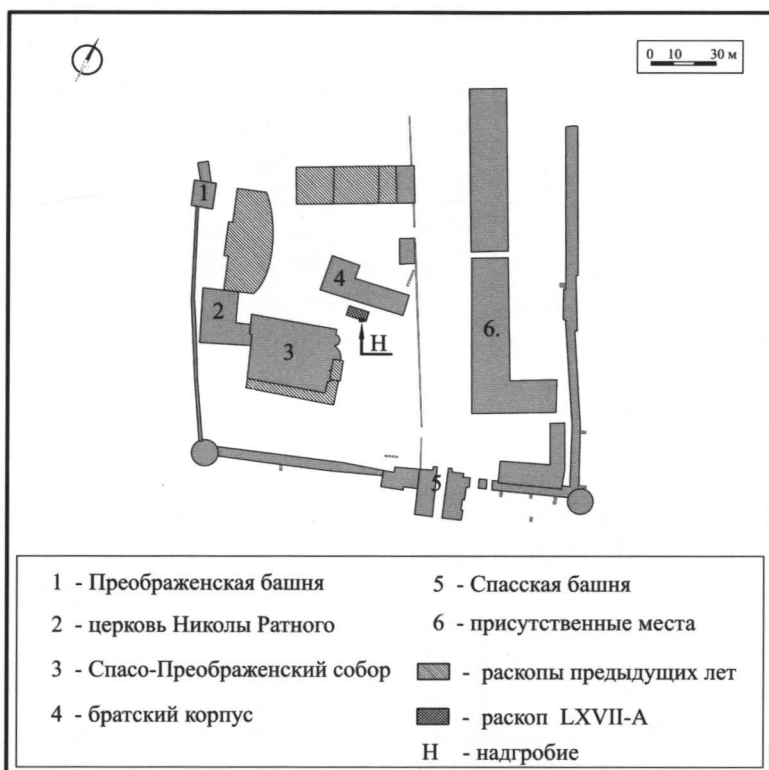 0 10 30 м
1
4
2
3
Н
6.
5
1 - Преображенская башня
2 - церковь Николы Ратного
3 - Спасо-Преображенский собор
4 - братский корпус
5 - Спасская башня
6 - присутственные места
- раскопы предыдущих лет
- раскоп LXVII-А
Н - надгробие